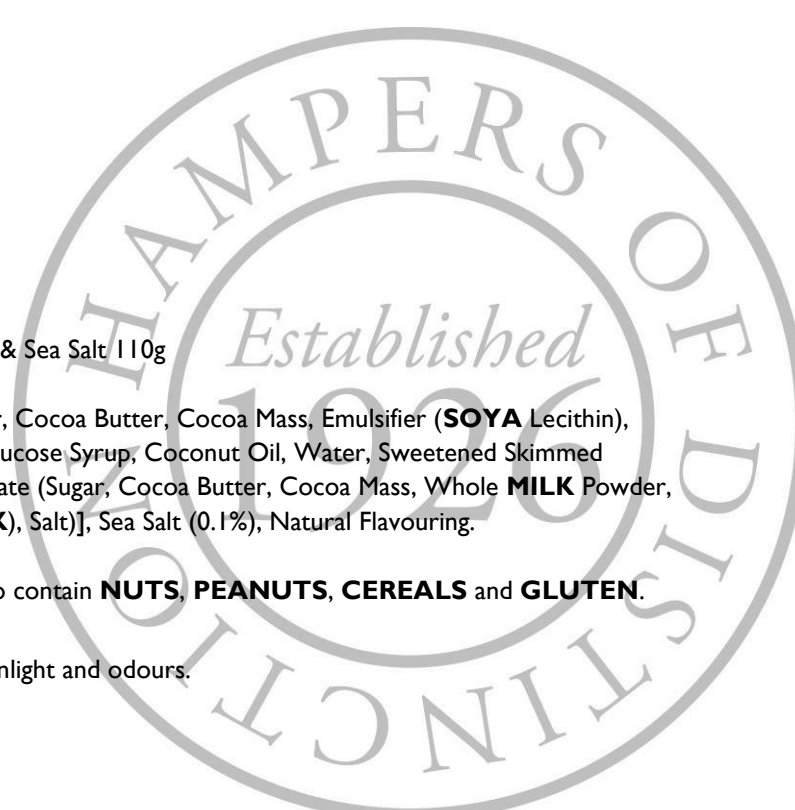 HAMPERS OF DISTINCTION
Established
1926
& Sea Salt 110g
, Cocoa Butter, Cocoa Mass, Emulsifier (SOYA Lecithin),
ucose Syrup, Coconut Oil, Water, Sweetened Skimmed
ate (Sugar, Cocoa Butter, Cocoa Mass, Whole MILK Powder,
), Salt)], Sea Salt (0.1%), Natural Flavouring.
o contain NUTS, PEANUTS, CEREALS and GLUTEN.
nlight and odours.